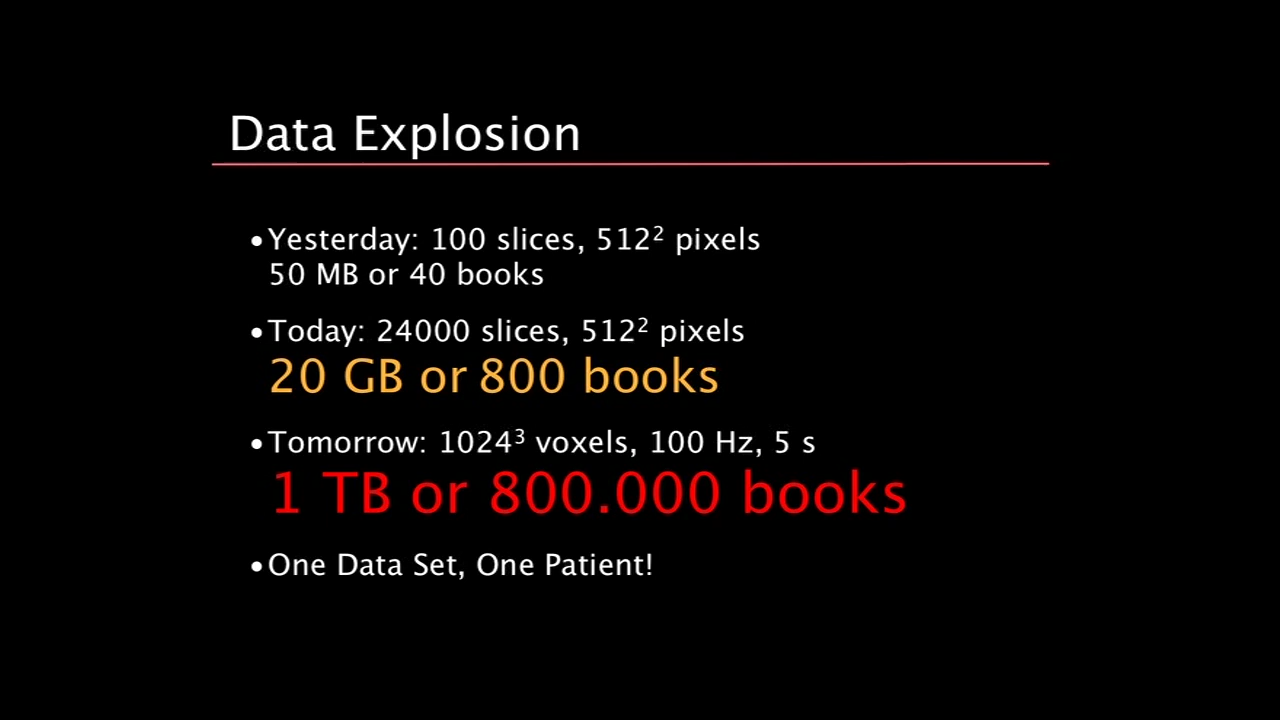 Data Explosion
•Yesterday: 100 slices, 512² pixels
50 MB or 40 books
•Today: 24000 slices, 512² pixels
20 GB or 800 books
•Tomorrow: 1024³ voxels, 100 Hz, 5 s
1 TB or 800.000 books
•One Data Set, One Patient!